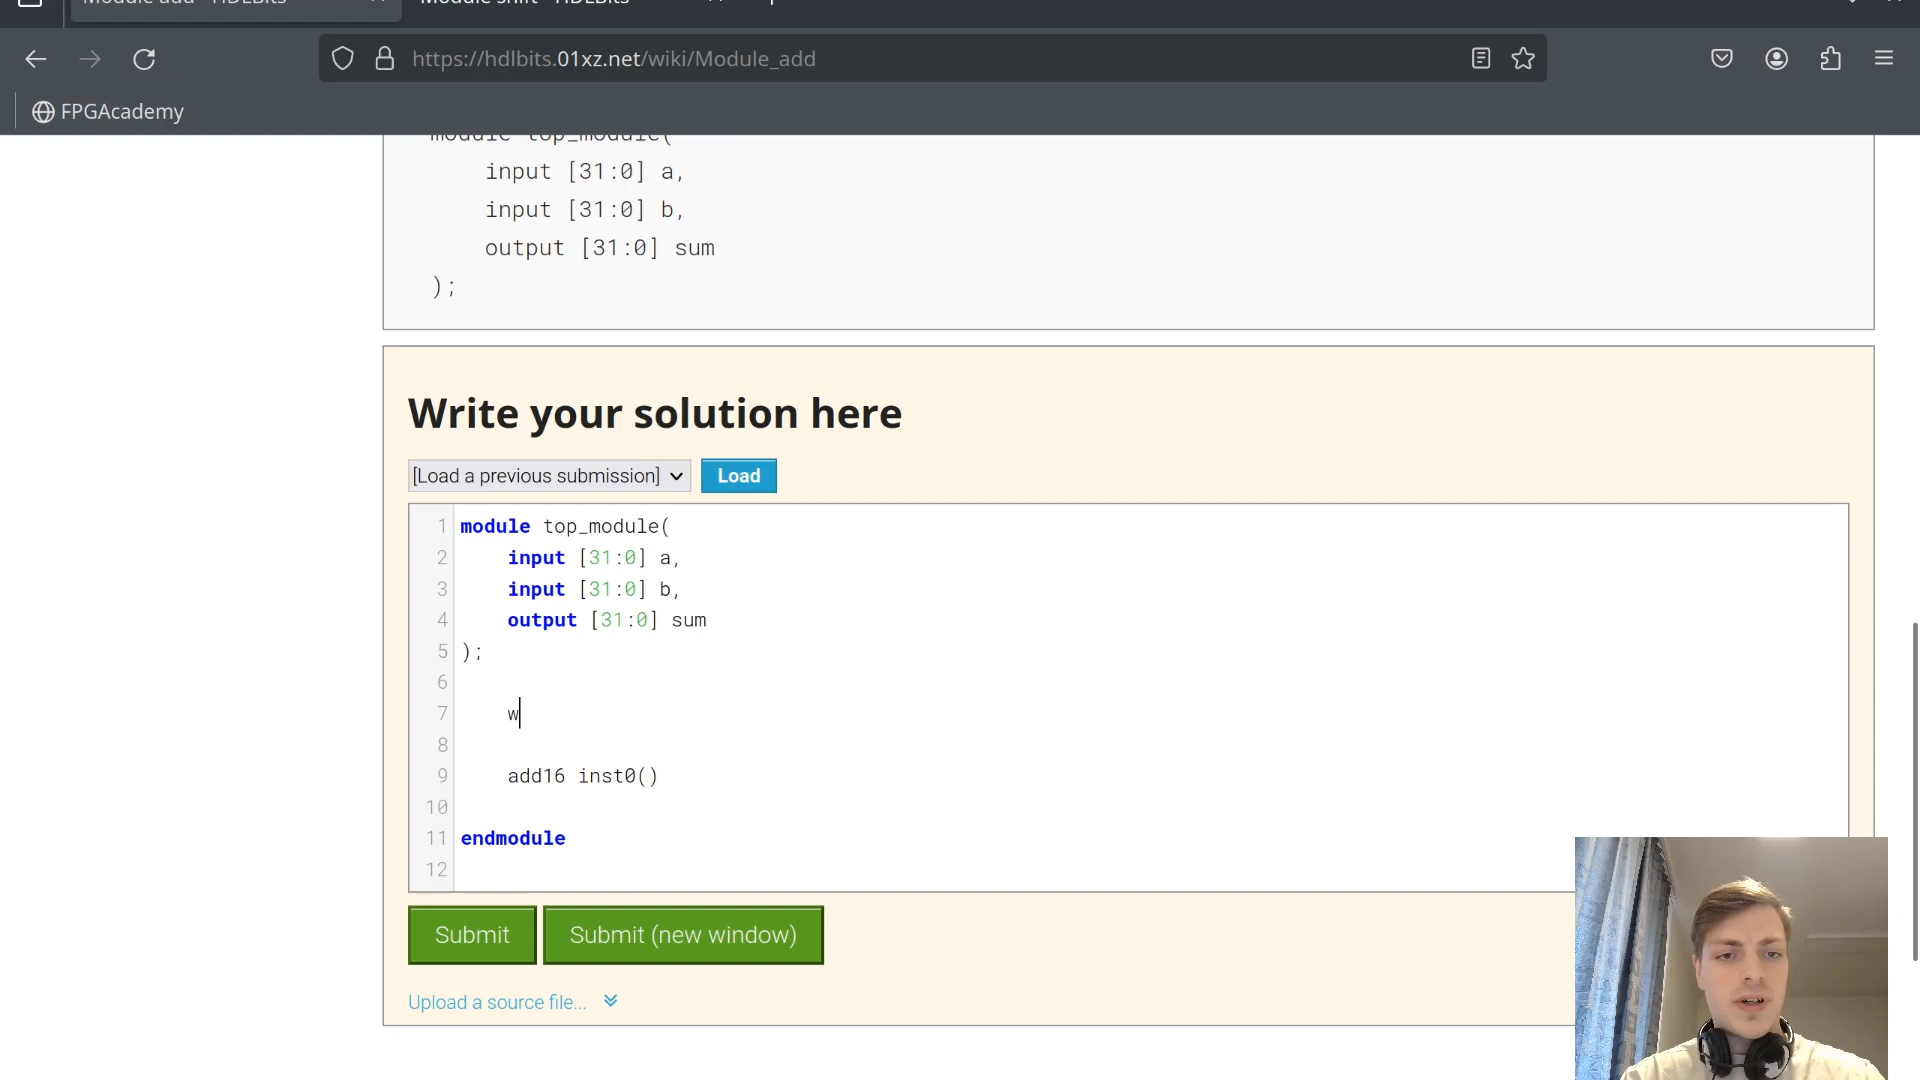 https://hdlbits.01xz.net/wiki/Module_add
FPGAcademy
module top_module(
input [31:0] a,
input [31:0] b,
output [31:0] sum
);
Write your solution here
[Load a previous submission] Load
1 module top_module(
2 input [31:0] a,
3 input [31:0] b,
4 output [31:0] sum
5 );
6
7 w
8
9 add16 inst0()
10
11 endmodule
12
Submit Submit (new window)
Upload a source file...